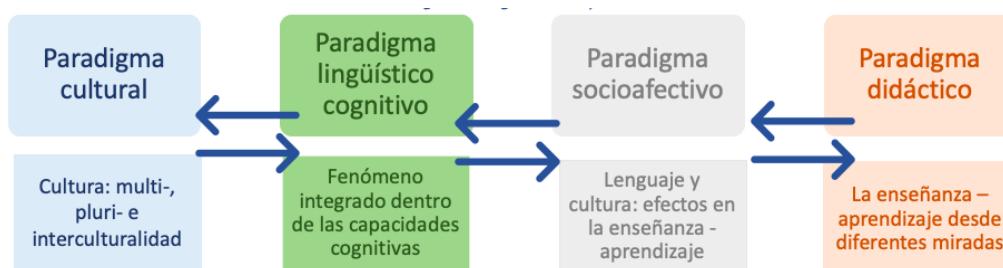 Paradigma
cultural
Cultura: multi-,
pluri- e
interculturalidad
Paradigma
lingüístico
cognitivo
Fenómeno
integrado dentro
de las capacidades
cognitivas
Paradigma
socioafectivo
Lenguaje y
cultura: efectos en
la enseñanza -
aprendizaje
Paradigma
didáctico
La enseñanza –
aprendizaje desde
diferentes miradas